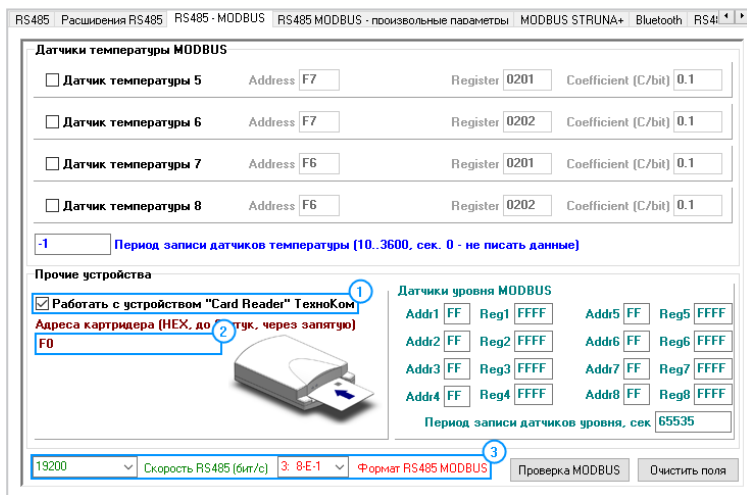 RS485 Расширения RS485 RS485 - MODBUS RS485 MODBUS - произвольные параметры MODBUS STRUNA+ Bluetooth
Датчики температуры MODBUS
Датчик температуры 5 Address F7 Register 0201 Coefficient (C/bit) 0.1
Датчик температуры 6 Address F7 Register 0202 Coefficient (C/bit) 0.1
Датчик температуры 7 Address F6 Register 0201 Coefficient (C/bit) 0.1
Датчик температуры 8 Address F6 Register 0202 Coefficient (C/bit) 0.1
-1 Период записи датчиков температуры (10..3600, сек. 0 - не писать данные)
Прочие устройства
1
Работать с устройством "Card Reader" ТехноКом
Адреса картридера (HEX, до штук, через запятую)
2
F0
Датчики уровня MODBUS
Addr1 FF Reg1 FFFF Addr5 FF Reg5 FFFF
Addr2 FF Reg2 FFFF Addr6 FF Reg6 FFFF
Addr3 FF Reg3 FFFF Addr7 FF Reg7 FFFF
Addr4 FF Reg4 FFFF Addr8 FF Reg8 FFFF
Период записи датчиков уровня, сек 65535
3
19200 Скорость RS485 (бит/с) 3: 8-E-1 Формат RS485 MODBUS Проверка MODBUS Очистить поля